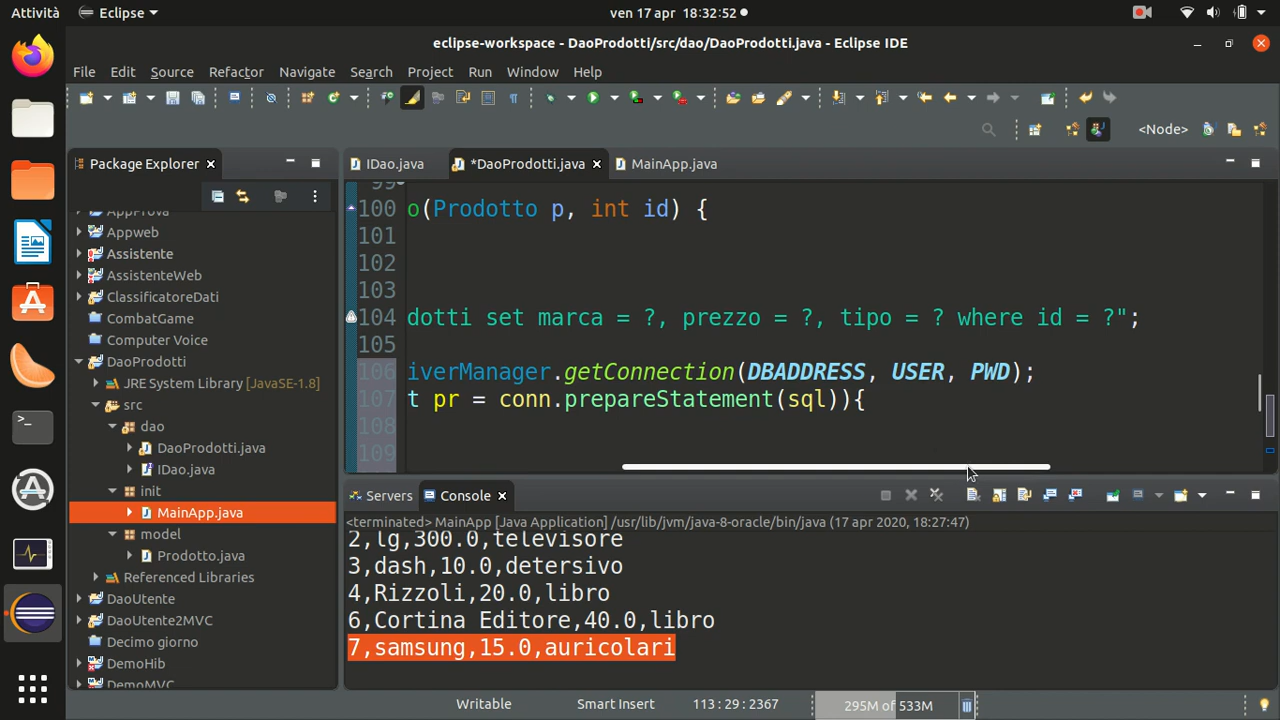 Attività Eclipse ven 17 apr 18:32:52
eclipse-workspace - DaoProdotti/src/dao/DaoProdotti.java - Eclipse IDE
File Edit Source Refactor Navigate Search Project Run Window Help
<Node>
Package Explorer
AppProva
Appweb
Assistente
AssistenteWeb
ClassificatoreDati
CombatGame
Computer Voice
DaoProdotti
JRE System Library [JavaSE-1.8]
src
dao
DaoProdotti.java
IDao.java
init
MainApp.java
model
Prodotto.java
Referenced Libraries
DaoUtente
DaoUtente2MVC
Decimo giorno
DemoHib
DemoMVC
IDao.java *DaoProdotti.java MainApp.java
99
100 o(Prodotto p, int id) {
101
102
103
104 dotti set marca = ?, prezzo = ?, tipo = ? where id = ?";
105
106 iverManager.getConnection(DBADDRESS, USER, PWD);
107 t pr = conn.prepareStatement(sql)){
108
109
Servers Console
<terminated> MainApp [Java Application] /usr/lib/jvm/java-8-oracle/bin/java (17 apr 2020, 18:27:47)
2,lg,300.0,televisore
3,dash,10.0,detersivo
4,Rizzoli,20.0,libro
6,Cortina Editore,40.0,libro
7,samsung,15.0,auricolari
Writable Smart Insert 113 : 29 : 2367 295M of 533M